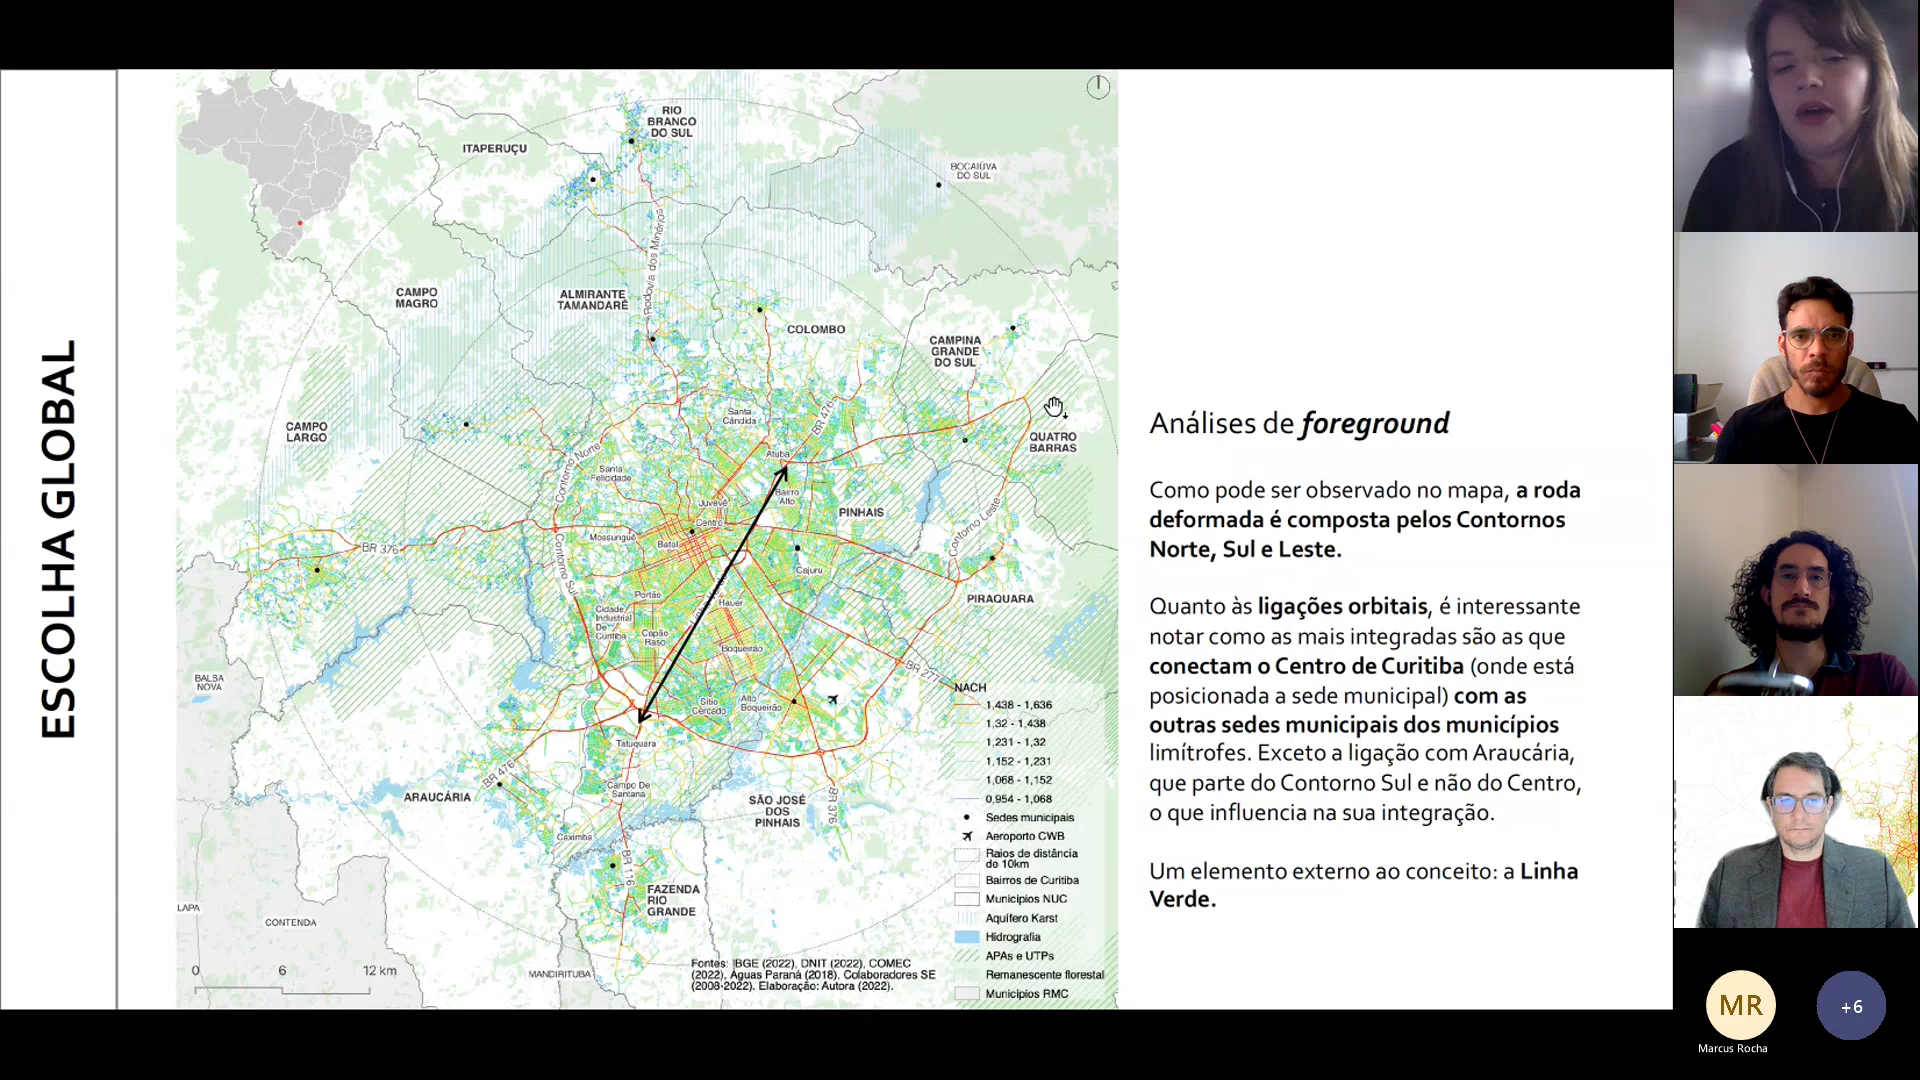 ESCOLHA GLOBAL
RIO
BRANCO
DO SUL
ITAPERUÇU
BOCAIÚVA
DO SUL
Rodovia dos Minérios
CAMPO
MAGRO
ALMIRANTE
TAMANDARÉ
COLOMBO
CAMPINA
GRANDE
DO SUL
CAMPO
LARGO
Santa
Cândida
BR 476
QUATRO
BARRAS
Contorno Norte
Atuba
Santa
Felicidade
Bairro
Alto
Juvevê
PINHAIS
Centro
Contorno Leste
BR 376
Mossunguê
Batel
Contorno Sul
Cajuru
Portão
Hauer
PIRAQUARA
Cidade
Industrial
De
Curitiba
Capão
Raso
Boqueirão
BR 277
BALSA
NOVA
Sítio
Cercado
Alto
Boqueirão
Tatuquara
BR 476
Campo De
Santana
ARAUCÁRIA
SÃO JOSÉ
DOS
PINHAIS
BR 376
Caximba
BR 116
FAZENDA
RIO
GRANDE
LAPA
CONTENDA
MANDIRITUBA
0 6 12 km
Fontes: IBGE (2022), DNIT (2022), COMEC
(2022), Águas Paraná (2018). Colaboradores SE
(2008-2022). Elaboração: Autora (2022).
NACH
1,438 - 1,636
1,32 - 1,438
1,231 - 1,32
1,152 - 1,231
1,068 - 1,152
0,954 - 1,068
Sedes municipais
Aeroporto CWB
Raios de distância
de 10km
Bairros de Curitiba
Municípios NUC
Aquífero Karst
Hidrografia
APAs e UTPs
Remanescente florestal
Municípios RMC
Análises de foreground
Como pode ser observado no mapa, a roda
deformada é composta pelos Contornos
Norte, Sul e Leste.
Quanto às ligações orbitais, é interessante
notar como as mais integradas são as que
conectam o Centro de Curitiba (onde está
posicionada a sede municipal) com as
outras sedes municipais dos municípios
limítrofes. Exceto a ligação com Araucária,
que parte do Contorno Sul e não do Centro,
o que influencia na sua integração.
Um elemento externo ao conceito: a Linha
Verde.
MR
Marcus Rocha
+6